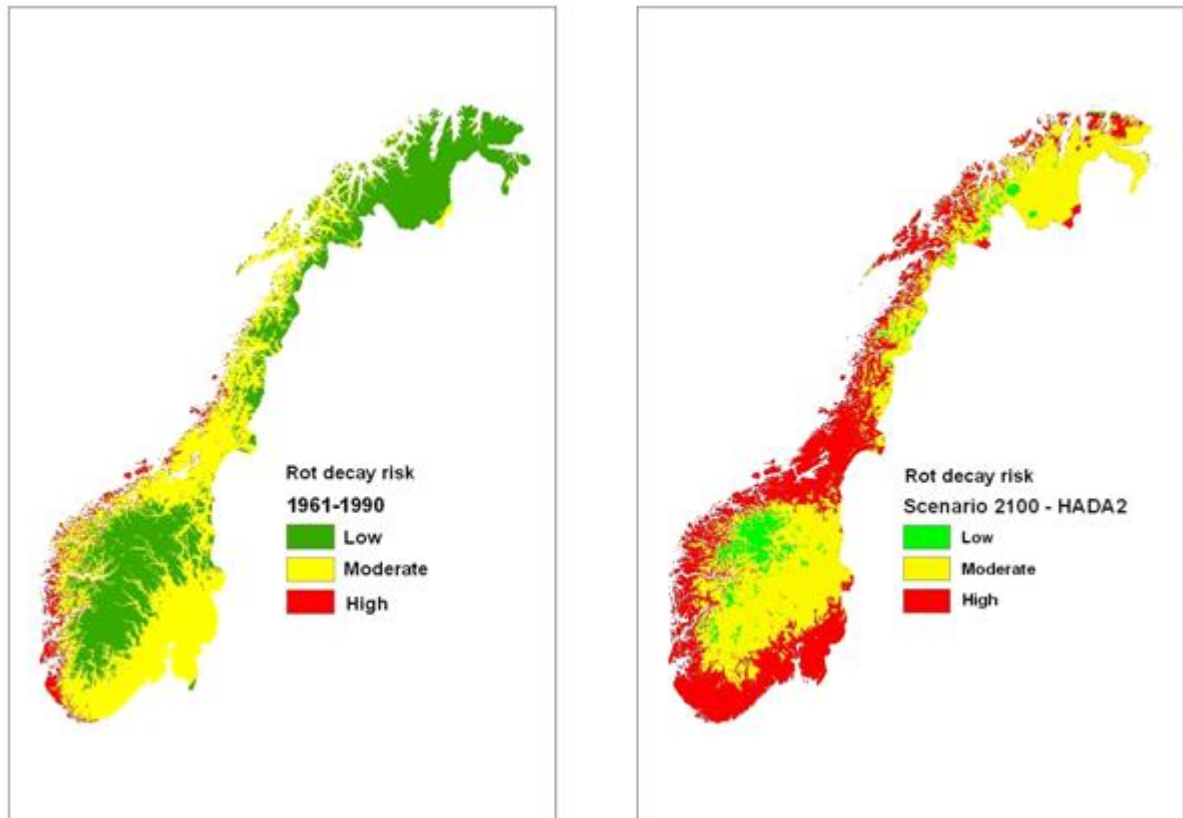 Rot decay risk
1961-1990
Low
Moderate
High
Rot decay risk
Scenario 2100 - HADA2
Low
Moderate
High